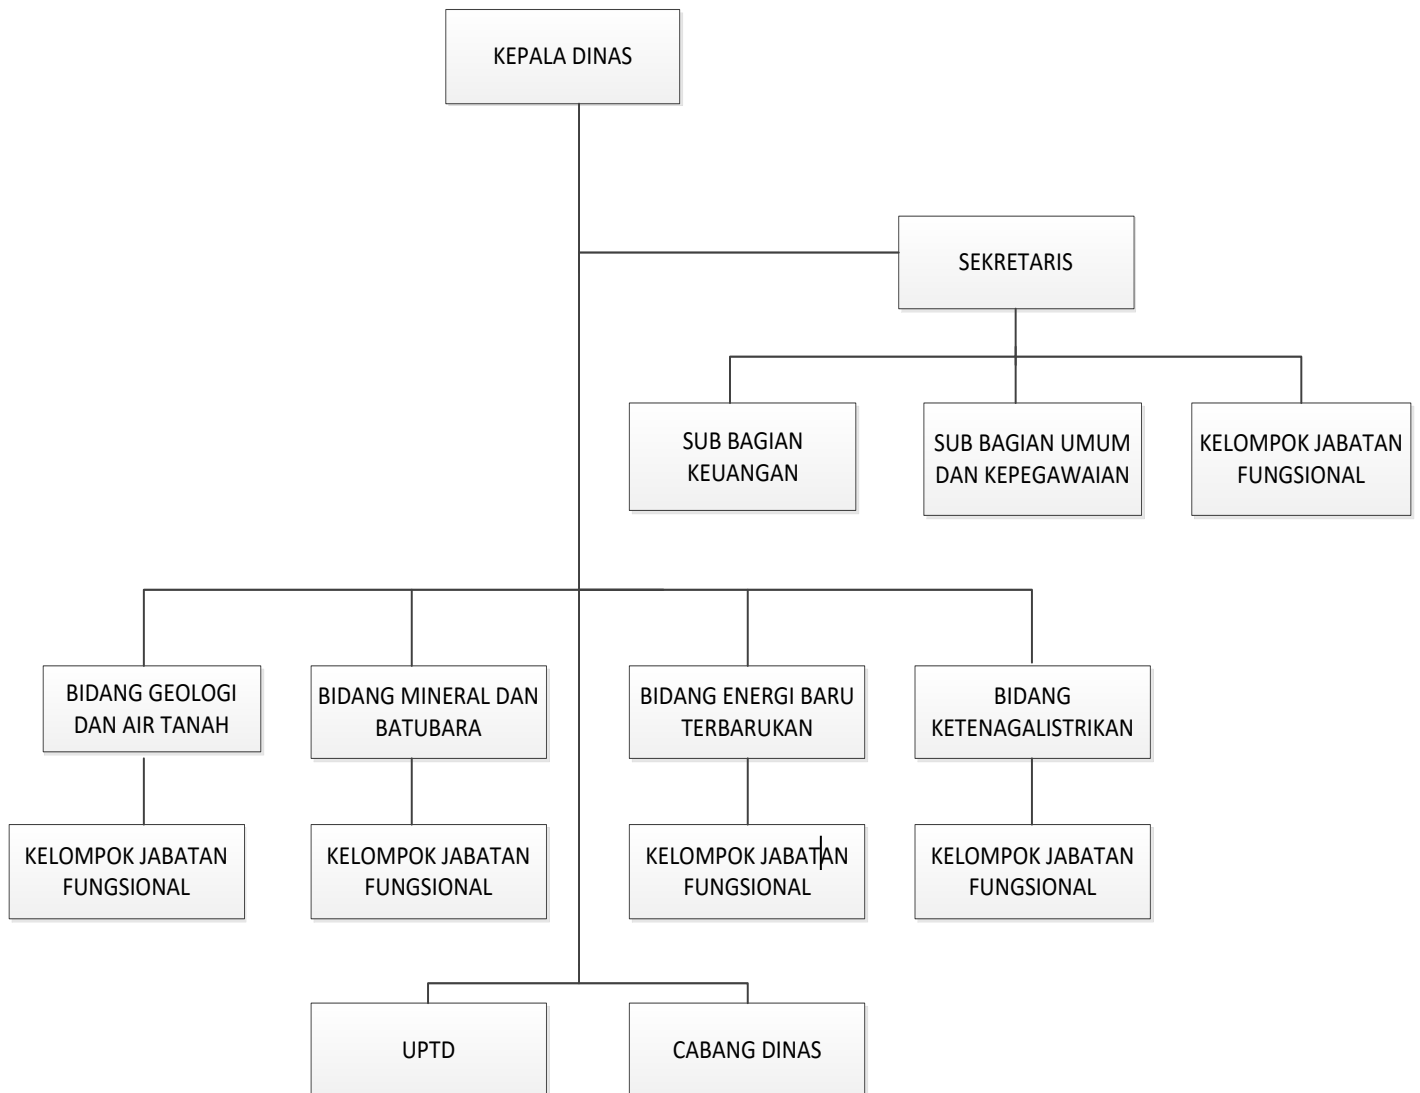 KEPALA DINAS
SEKRETARIS
SUB BAGIAN
KEUANGAN
SUB BAGIAN UMUM
DAN KEPEGAWAIAN
KELOMPOK JABATAN
FUNGSIONAL
BIDANG GEOLOGI
DAN AIR TANAH
BIDANG MINERAL DAN
BATUBARA
BIDANG ENERGI BARU
TERBARUKAN
BIDANG
KETENAGALISTRIKAN
KELOMPOK JABATAN
FUNGSIONAL
KELOMPOK JABATAN
FUNGSIONAL
KELOMPOK JABATAN
FUNGSIONAL
KELOMPOK JABATAN
FUNGSIONAL
UPTD
CABANG DINAS